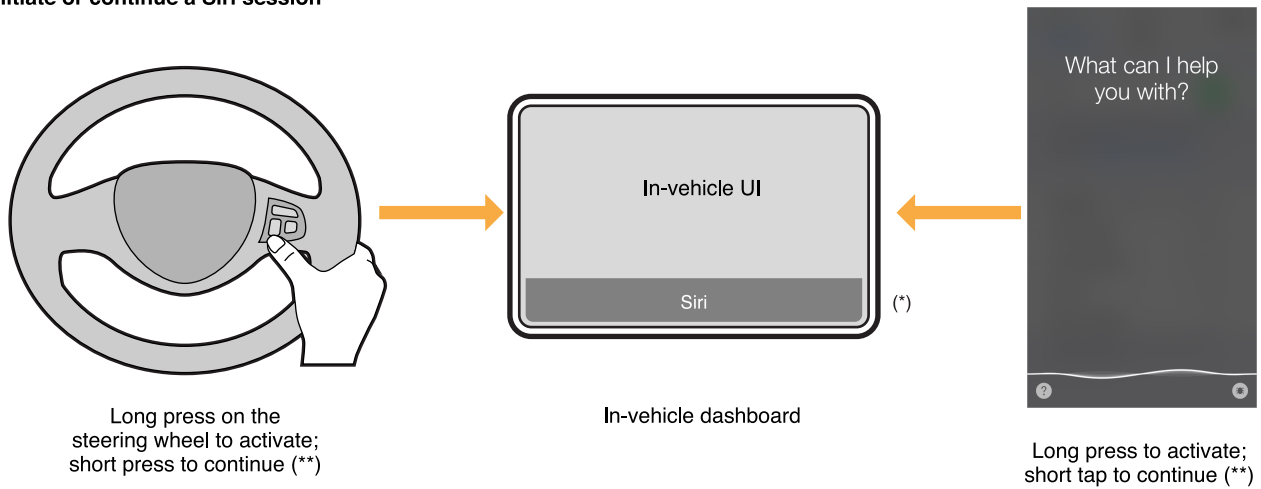 nitiate or continue a Siri session
What can I help
you with?
In-vehicle UI
Siri
(*)
?
Long press on the
steering wheel to activate;
short press to continue (**)
In-vehicle dashboard
Long press to activate;
short tap to continue (**)